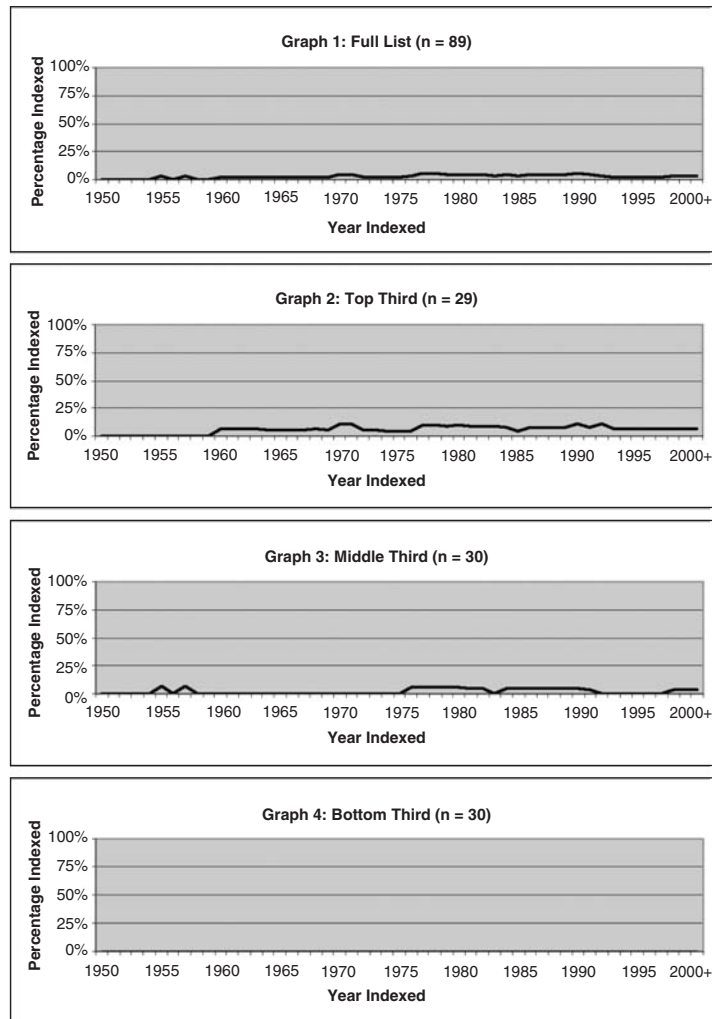 Graph 1: Full List (n = 89)
Percentage Indexed
100%
75%
50%
25%
0%
1950 1955 1960 1965 1970 1975 1980 1985 1990 1995 2000+
Year Indexed
Graph 2: Top Third (n = 29)
Percentage Indexed
100%
75%
50%
25%
0%
1950 1955 1960 1965 1970 1975 1980 1985 1990 1995 2000+
Year Indexed
Graph 3: Middle Third (n = 30)
Percentage Indexed
100%
75%
50%
25%
0%
1950 1955 1960 1965 1970 1975 1980 1985 1990 1995 2000+
Year Indexed
Graph 4: Bottom Third (n = 30)
Percentage Indexed
100%
75%
50%
25%
0%
1950 1955 1960 1965 1970 1975 1980 1985 1990 1995 2000+
Year Indexed